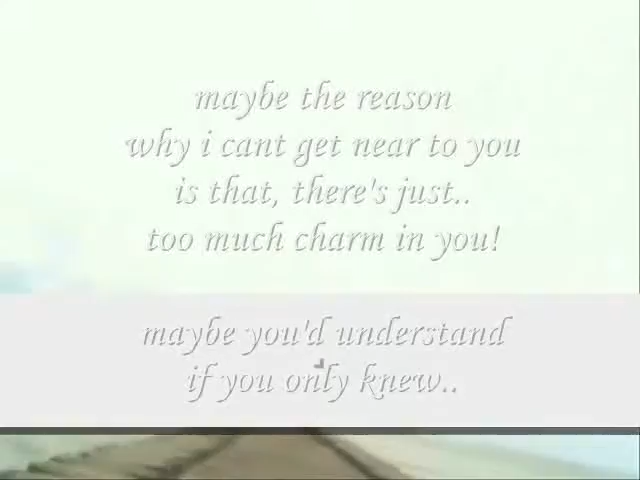 maybe the reason
why i cant get near to you
is that, there's just..
too much charm in you!
maybe you'd understand
if you only knew..